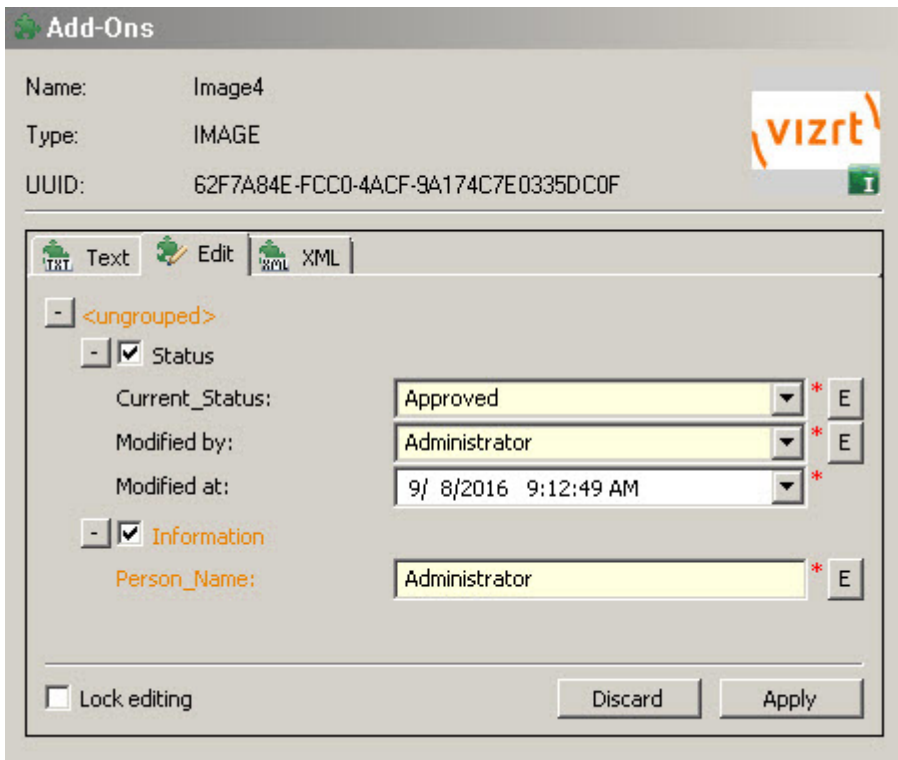 Add-Ons
Name: Image4
Type: IMAGE
vizrt
I
UUID: 62F7A84E-FCC0-4ACF-9A174C7E0335DC0F
TXT Text Edit XML XML
- <ungrouped>
- Status
Current_Status: Approved * E
Modified by: Administrator * E
Modified at: 9/ 8/2016 9:12:49 AM *
- Information
Person_Name: Administrator * E
Lock editing Discard Apply